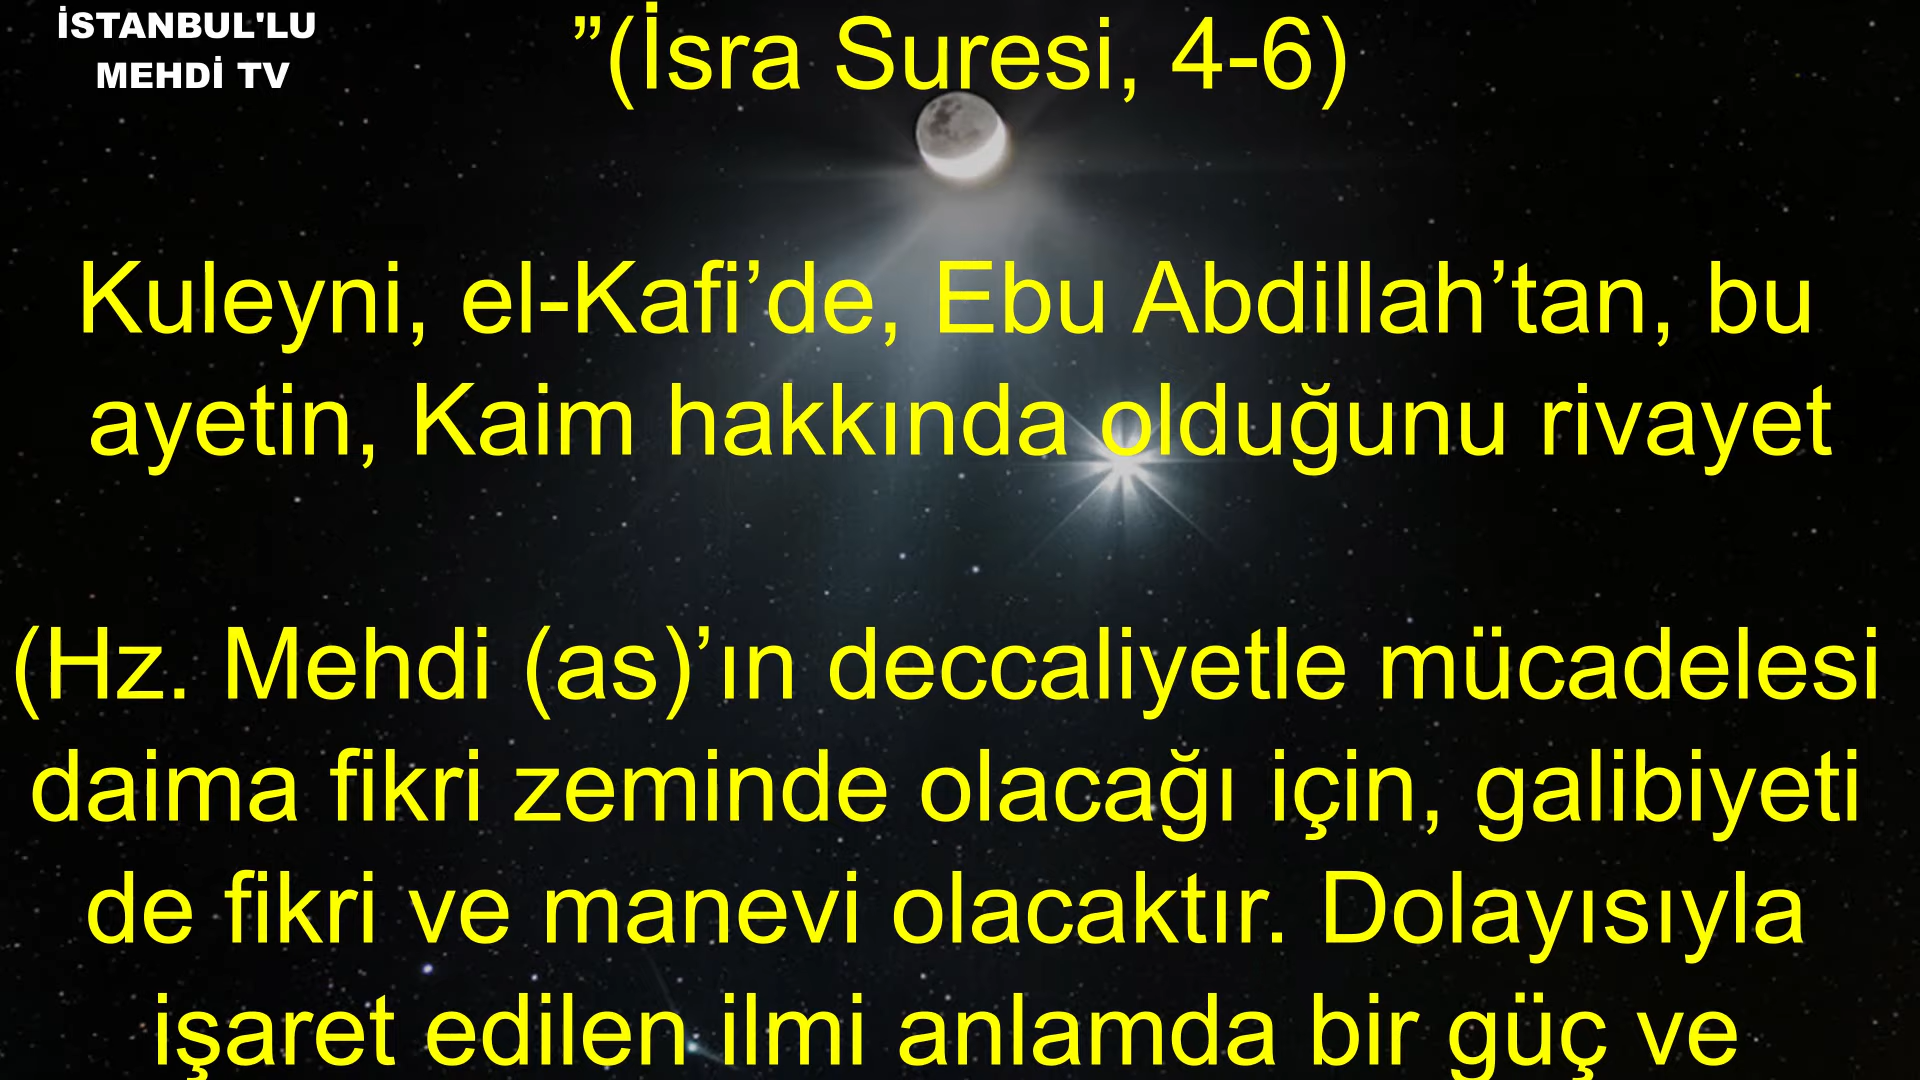 İSTANBUL'LU
MEHDİ TV
”(İsra Suresi, 4-6)
Kuleyni, el-Kafi’de, Ebu Abdillah’tan, bu
ayetin, Kaim hakkında olduğunu rivayet
(Hz. Mehdi (as)’ın deccaliyetle mücadelesi
daima fikri zeminde olacağı için, galibiyeti
de fikri ve manevi olacaktır. Dolayısıyla
işaret edilen ilmi anlamda bir güç ve